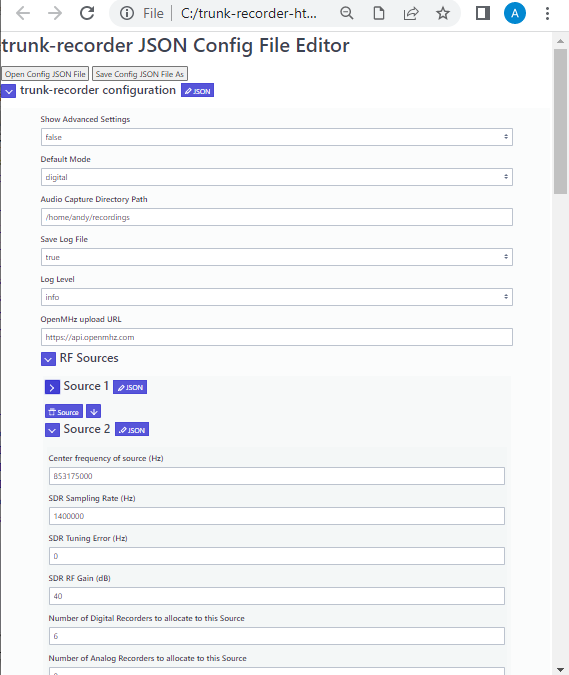 File
C:/trunk-recorder-ht...
A
trunk-recorder JSON Config File Editor
Open Config JSON File Save Config JSON File As
trunk-recorder configuration JSON
Show Advanced Settings
false
Default Mode
digital
Audio Capture Directory Path
/home/andy/recordings
Save Log File
true
Log Level
info
OpenMHz upload URL
https://api.openmhz.com
RF Sources
Source 1 JSON
Source
Source 2 JSON
Center frequency of source (Hz)
853175000
SDR Sampling Rate (Hz)
1400000
SDR Tuning Error (Hz)
0
SDR RF Gain (dB)
40
Number of Digital Recorders to allocate to this Source
6
Number of Analog Recorders to allocate to this Source